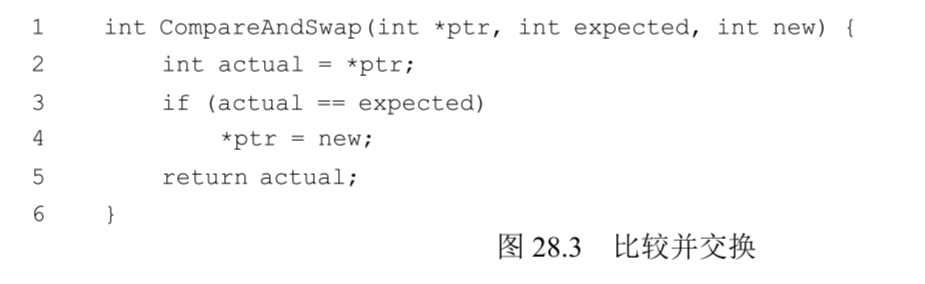 1 int CompareAndSwap(int *ptr, int expected, int new) {
2 int actual = *ptr;
3 if (actual == expected)
4 *ptr = new;
5 return actual;
6 }
图 28.3 比较并交换